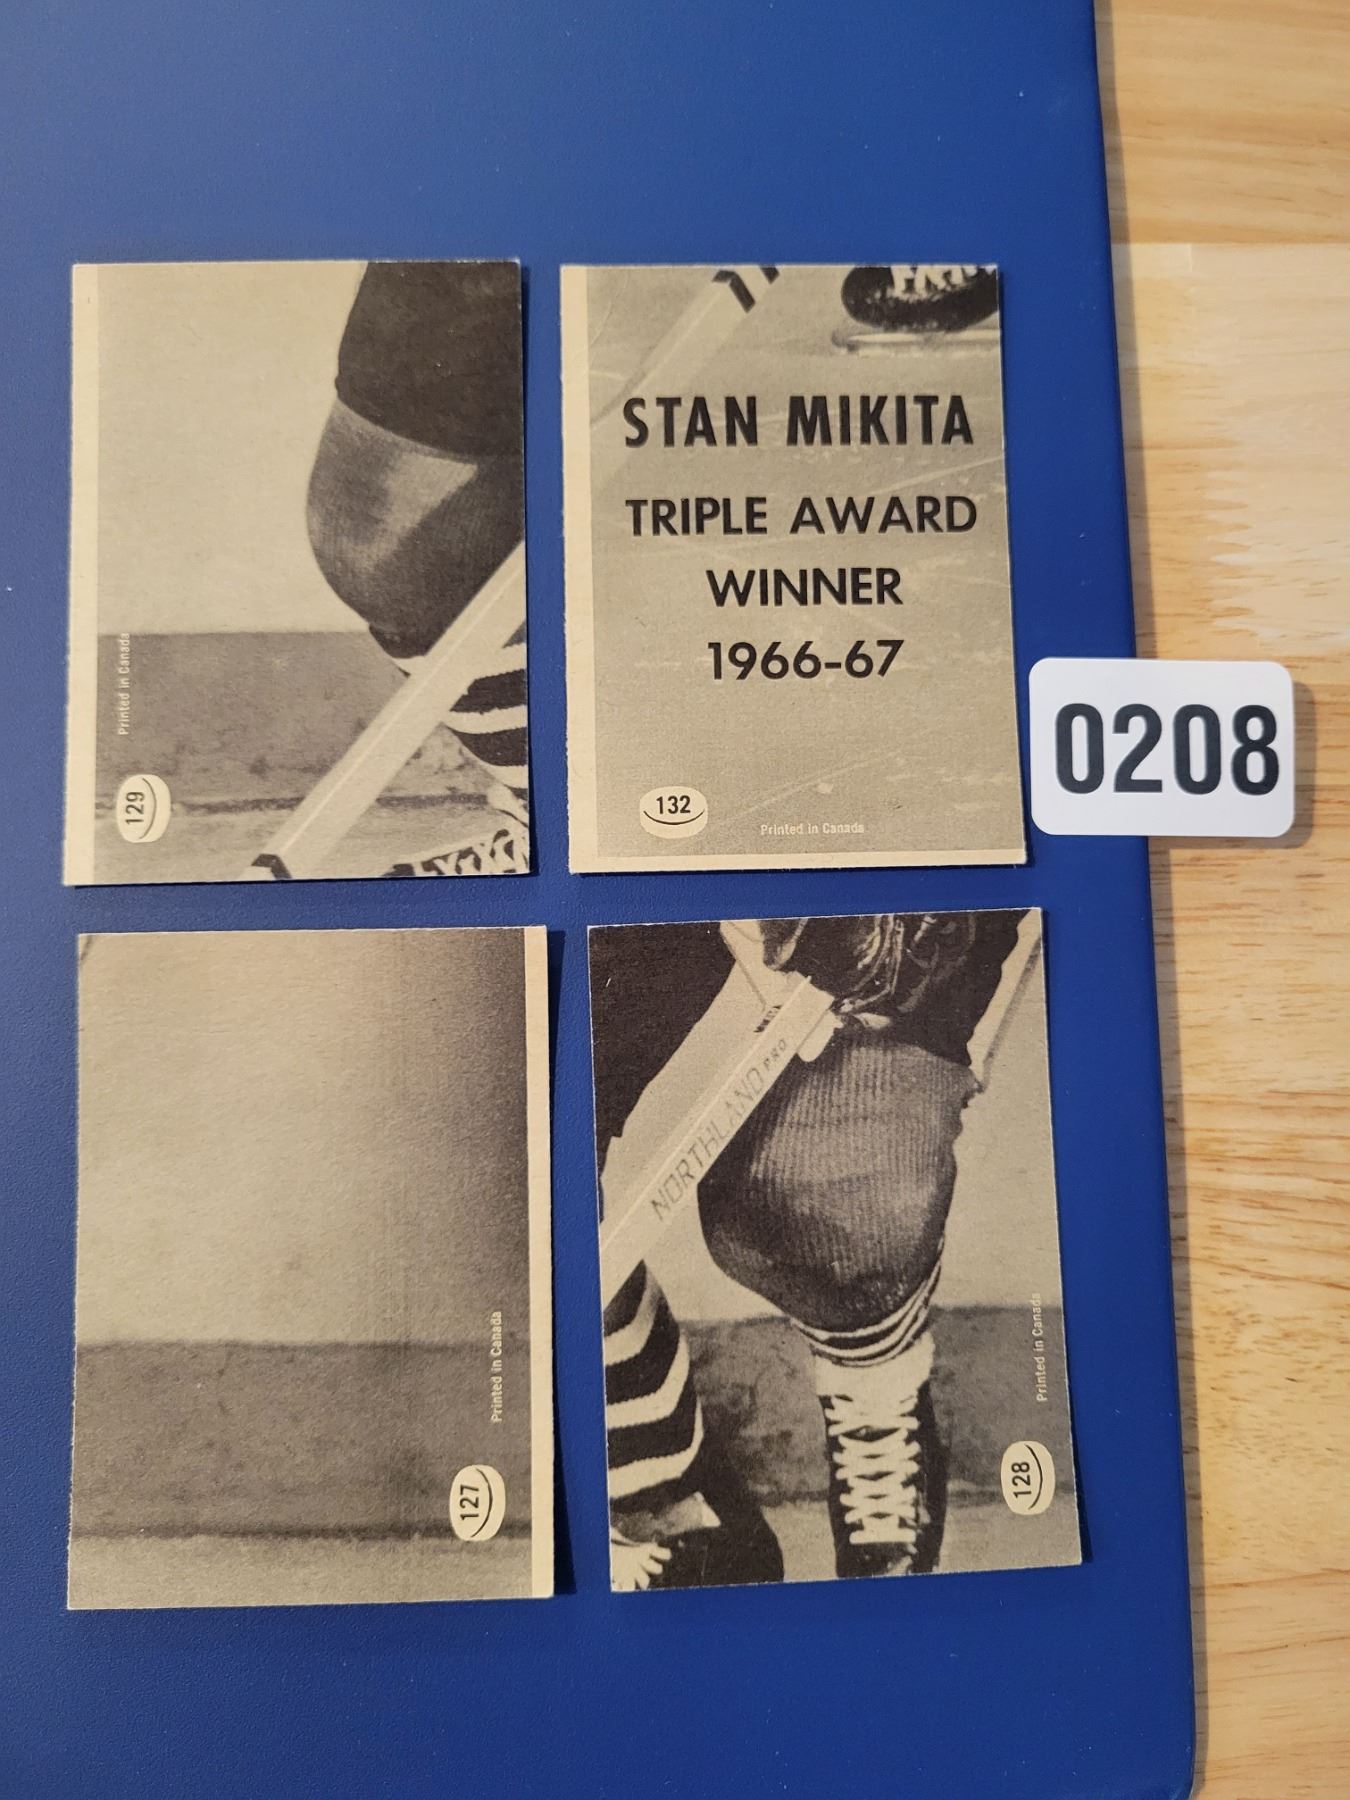 Printed in Canada
129
STAN MIKITA
TRIPLE AWARD
WINNER
1966-67
132
Printed in Canada
0208
Printed in Canada
127
NORTHLAND PRO
Printed in Canada
128